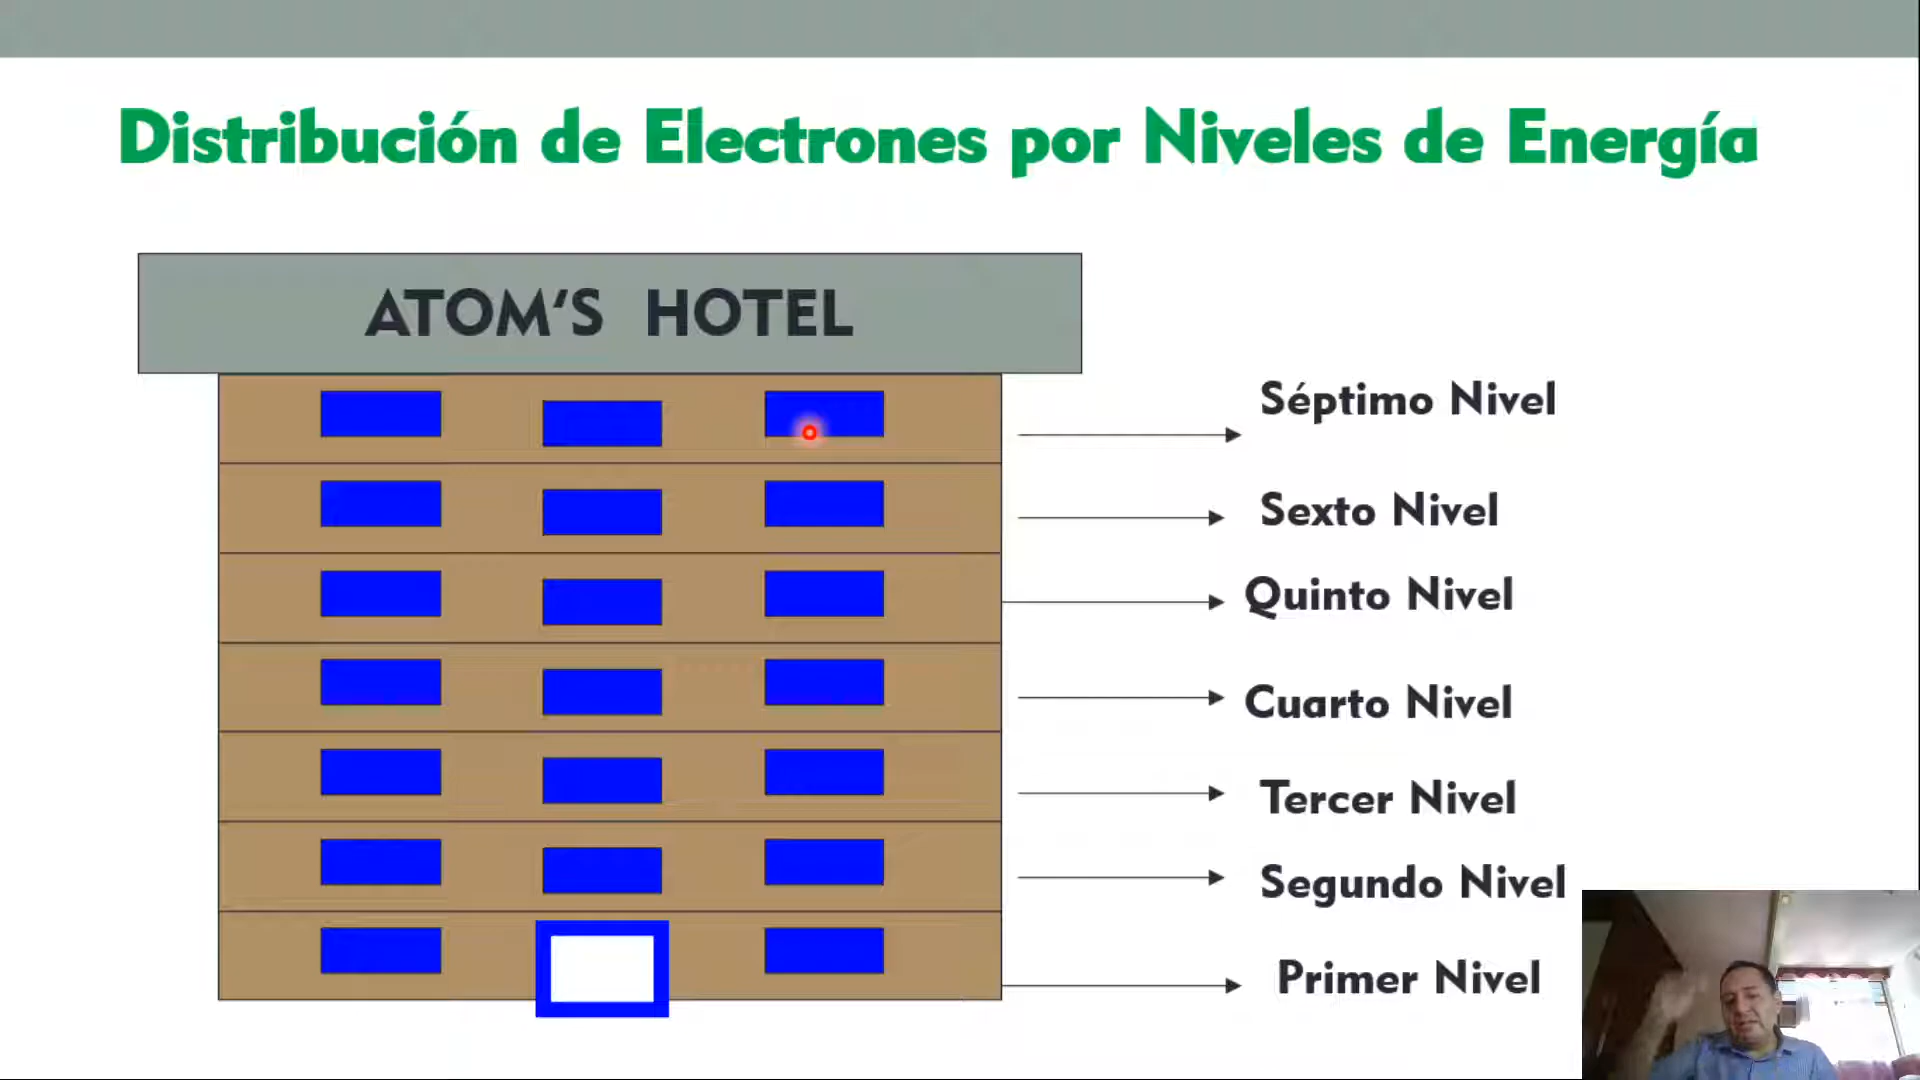 Distribución de Electrones por Niveles de Energía
ATOM‘S HOTEL
Séptimo Nivel
Sexto Nivel
Quinto Nivel
Cuarto Nivel
Tercer Nivel
Segundo Nivel
Primer Nivel